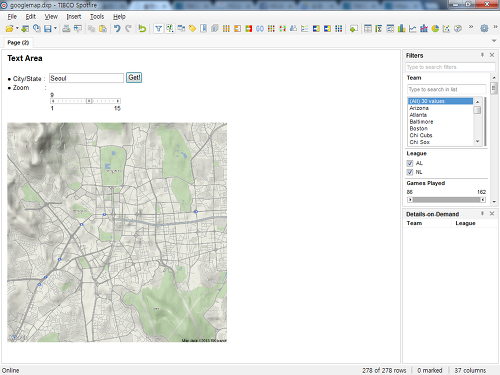 googlemap.dxp - TIBCO Spotfire
File Edit View Insert Tools Help
Page (2)
Text Area
● City/State : Seoul Get!
● Zoom :
9
1 15
Filters
Type to search filters
Team
Type to search in list
(All) 30 values
Arizona
Atlanta
Baltimore
Boston
Chi Cubs
Chi Sox
League
AL
NL
Games Played
86 162
Details-on-Demand
Team League
Online 278 of 278 rows 0 marked 37 columns